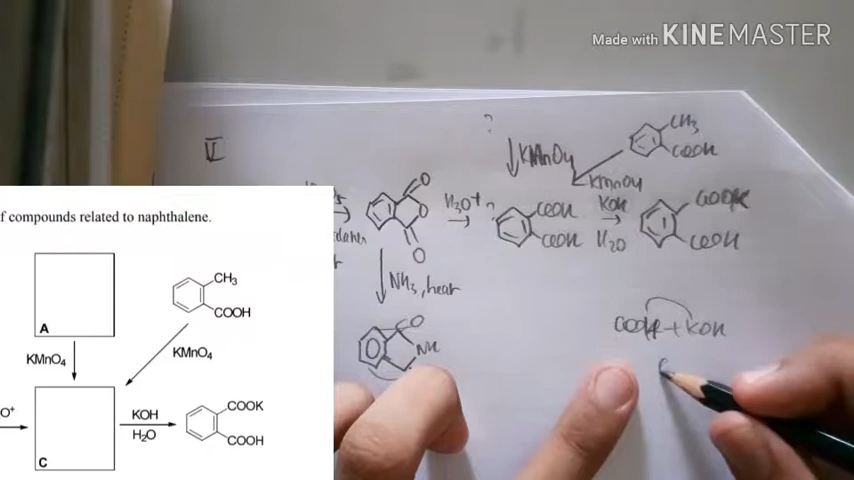 Made with KINEMASTER
f compounds related to naphthalene.
A
KMnO4
CH3
COOH
KMnO4
O+
C
KOH
H2O
COOK
COOH
V
?
KMnO4
CH3
COOH
KMnO4
O
O
O
H3O+
?
COOH
COOH
KOH
H2O
COOK
COOH
NH3, heat
O
NH
COOH + KOH